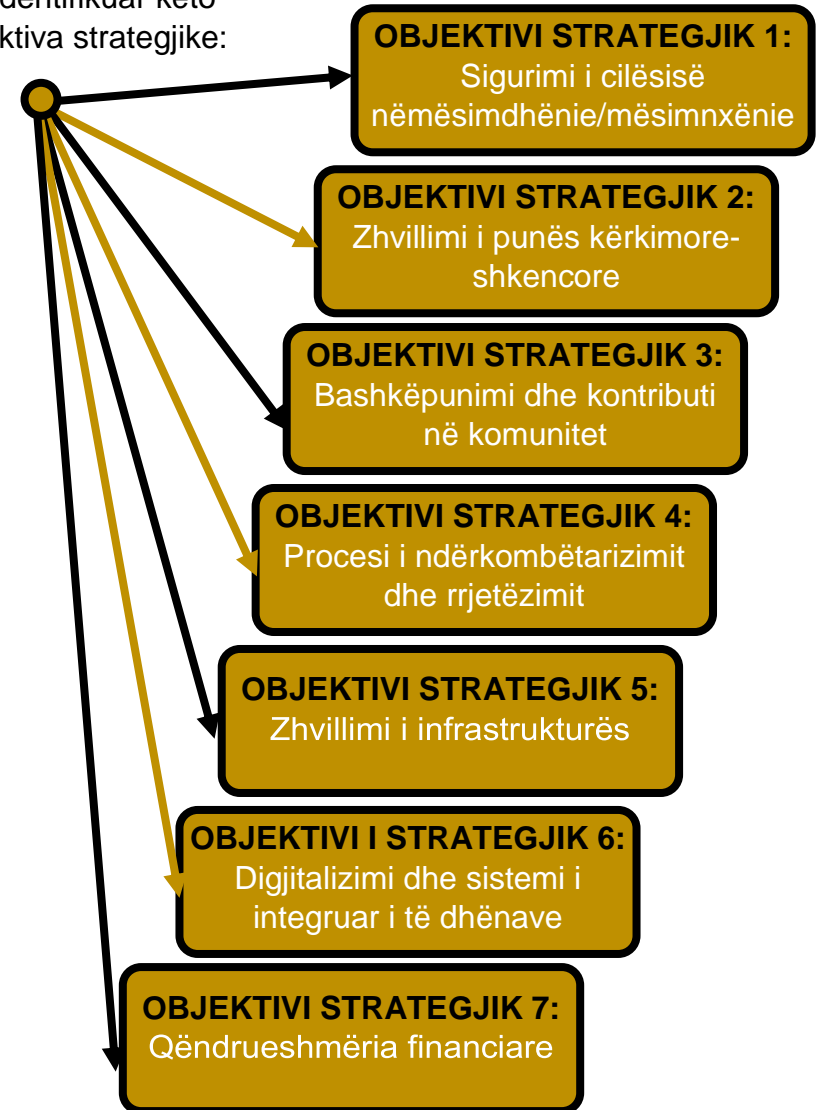 dentifikuar këto
ktiva strategjike:
OBJEKTIVI STRATEGJIK 1:
Sigurimi i cilësisë
nëmësimdhënie/mësimnxënie
OBJEKTIVI STRATEGJIK 2:
Zhvillimi i punës kërkimore-
shkencore
OBJEKTIVI STRATEGJIK 3:
Bashkëpunimi dhe kontributi
në komunitet
OBJEKTIVI STRATEGJIK 4:
Procesi i ndërkombëtarizimit
dhe rrjetëzimit
OBJEKTIVI STRATEGJIK 5:
Zhvillimi i infrastrukturës
OBJEKTIVI I STRATEGJIK 6:
Digjitalizimi dhe sistemi i
integruar i të dhënave
OBJEKTIVI STRATEGJIK 7:
Qëndrueshmëria financiare